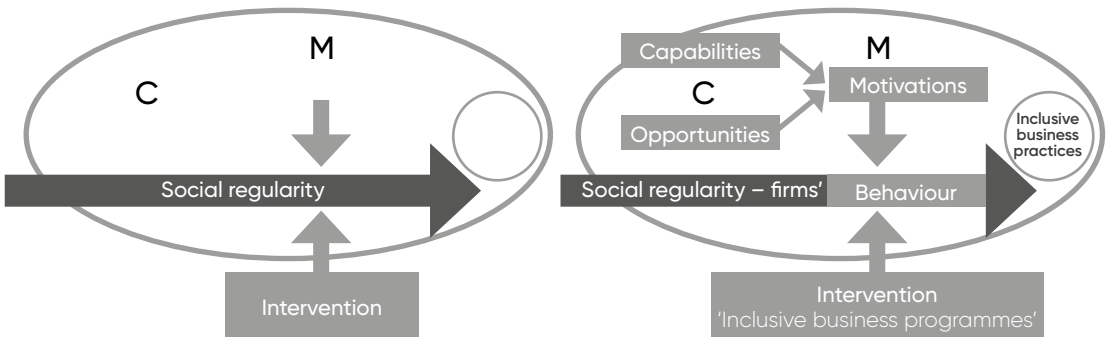 M
C
Social regularity
Intervention
Capabilities
M
C
Motivations
Opportunities
Inclusive
business
practices
Social regularity – firms’
Behaviour
Intervention
‘Inclusive business programmes’